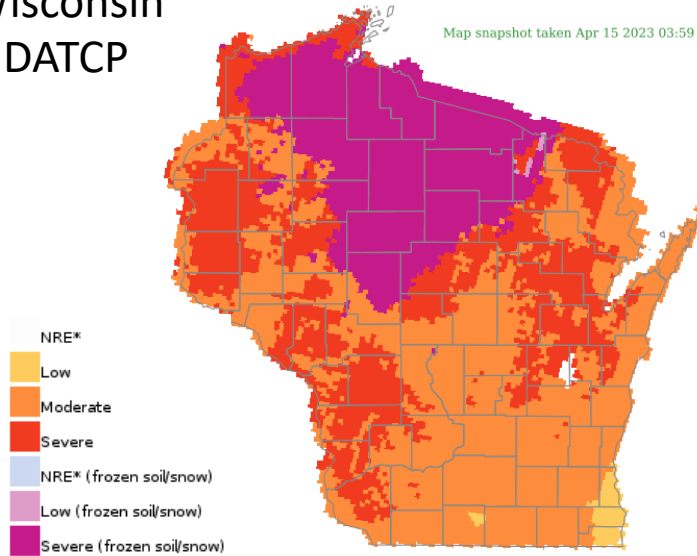 Wisconsin
DATCP
Map snapshot taken Apr 15 2023 03:59
NRE*
Low
Moderate
Severe
NRE* (frozen soil/snow)
Low (frozen soil/snow)
Severe (frozen soil/snow)